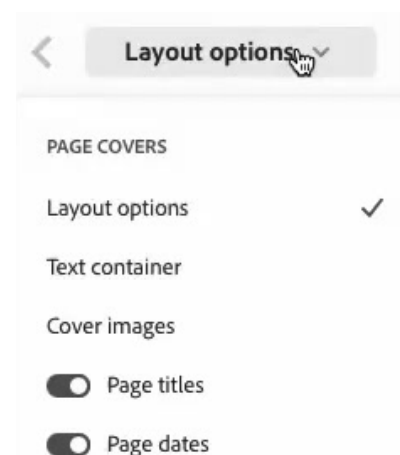 Layout options
PAGE COVERS
Layout options
Text container
Cover images
Page titles
Page dates